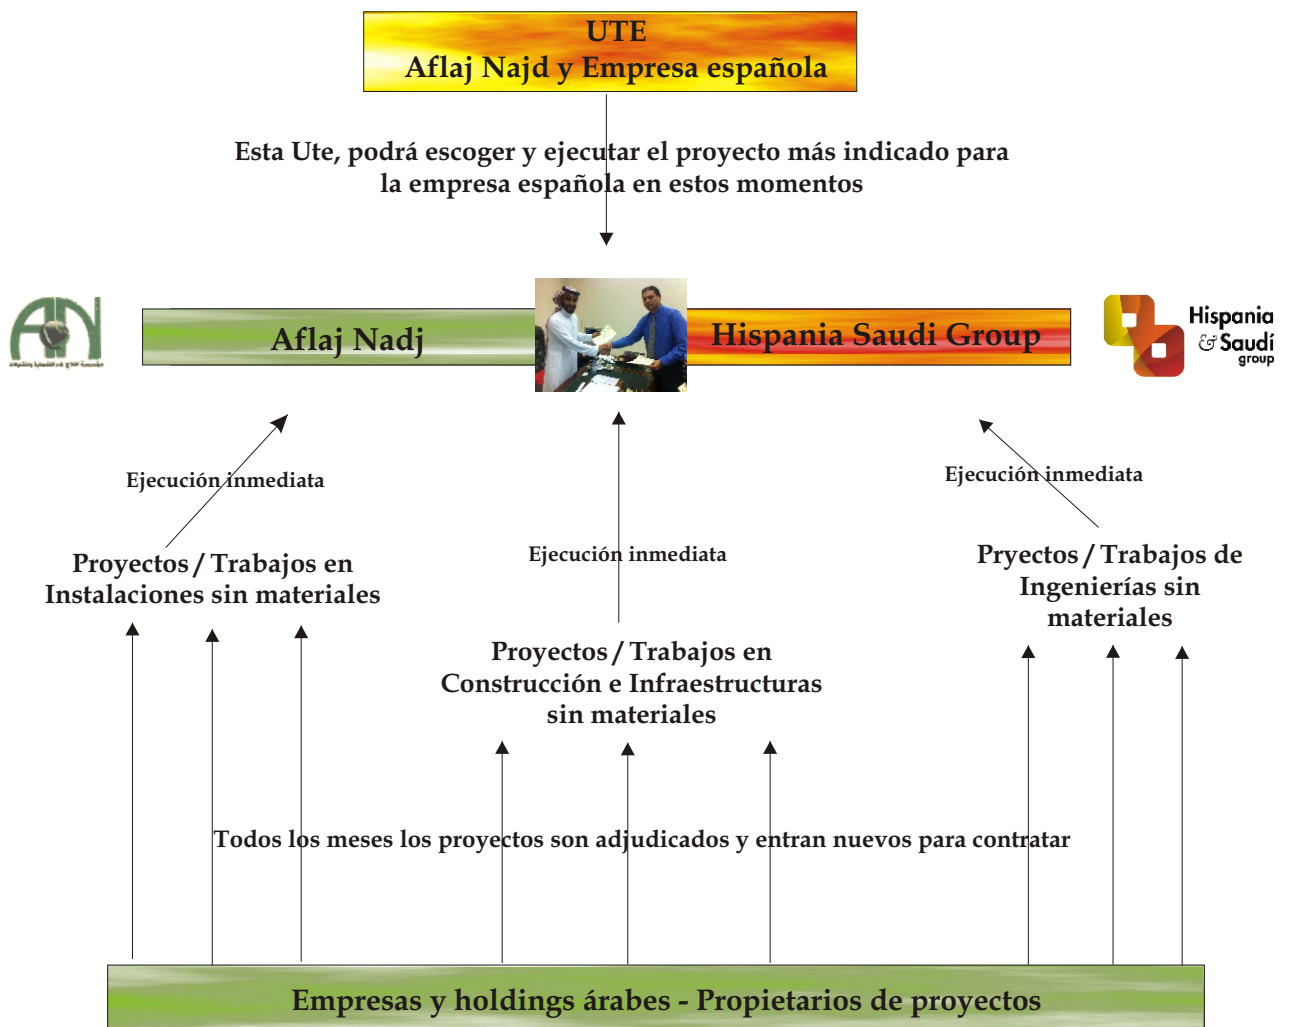 UTE
Aflaj Najd y Empresa española
Esta Ute, podrá escoger y ejecutar el proyecto más indicado para
la empresa española en estos momentos
AN
Aflaj Nadj
Hispania Saudi Group
Hispania
& Saudí
group
Ejecución inmediata
Ejecución inmediata
Ejecución inmediata
Proyectos / Trabajos en
Instalaciones sin materiales
Proyectos / Trabajos en
Construcción e Infraestructuras
sin materiales
Pryectos / Trabajos de
Ingenierías sin
materiales
Todos los meses los proyectos son adjudicados y entran nuevos para contratar
Empresas y holdings árabes - Propietarios de proyectos